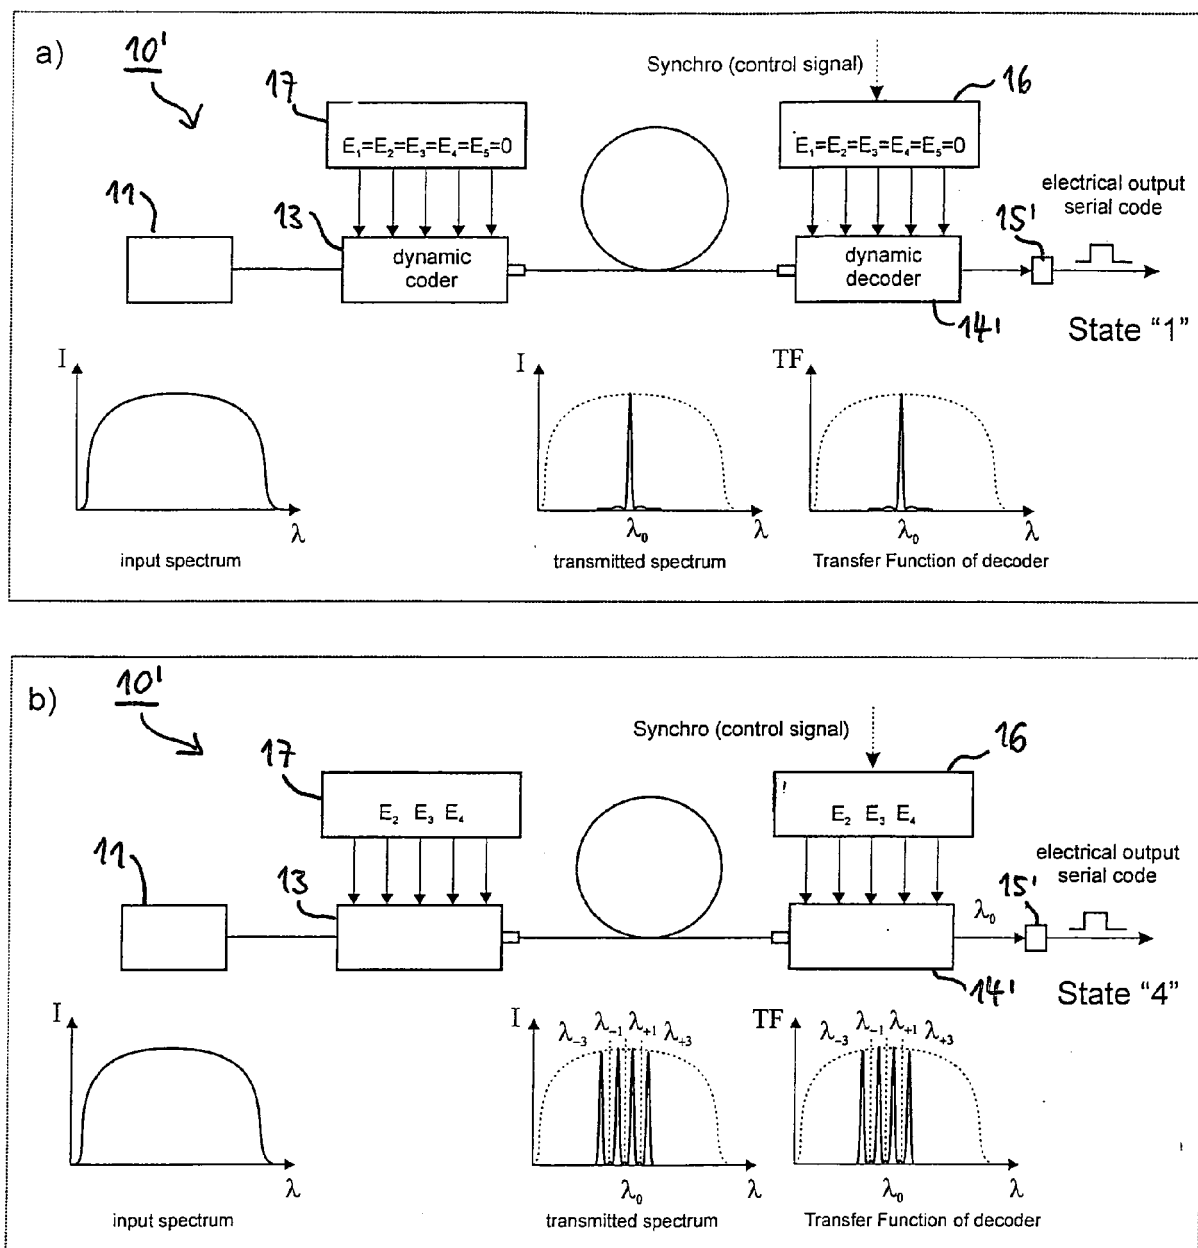 a)
10'
Synchro (control signal)
17
16
E₁=E₂=E₃=E₄=E₅=0
E₁=E₂=E₃=E₄=E₅=0
electrical output
serial code
11
13
15'
dynamic
coder
dynamic
decoder
14'
State “1”
I
I
TF
λ
λ₀
λ
λ₀
λ
input spectrum
transmitted spectrum
Transfer Function of decoder
b)
10'
Synchro (control signal)
17
16
E₂ E₃ E₄
E₂ E₃ E₄
electrical output
serial code
11
13
λ₀
15'
14'
State “4”
I
I
λ₋₃ λ₋₁ λ₊₁ λ₊₃
TF
λ₋₃ λ₋₁ λ₊₁ λ₊₃
λ
λ₀
λ
λ₀
λ
input spectrum
transmitted spectrum
Transfer Function of decoder